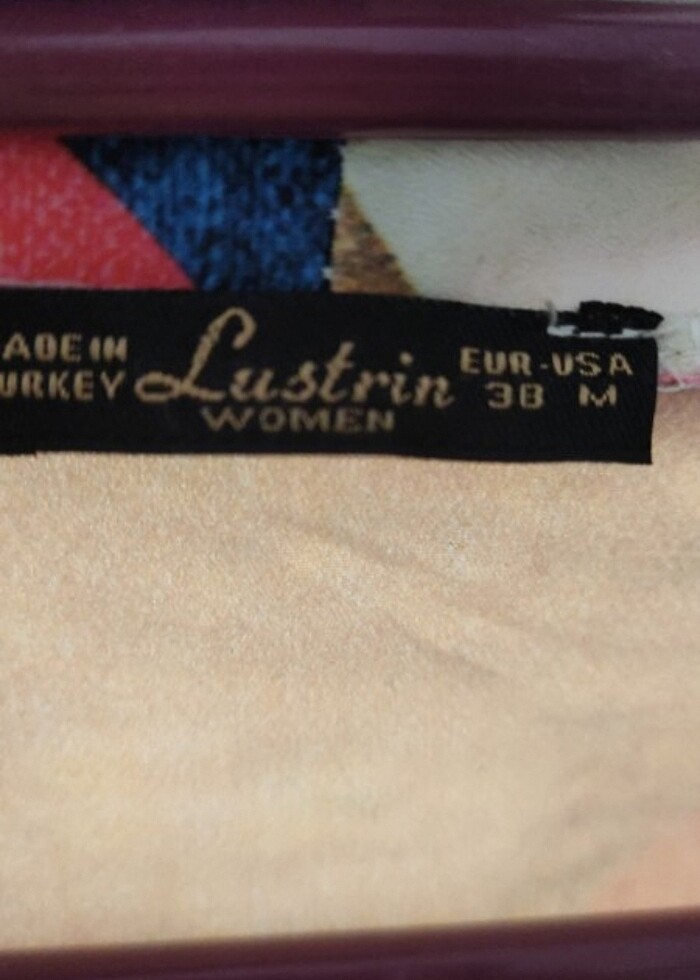 ADE IN
URKEY
Lustrin
WOMEN
EUR-USA
38 M